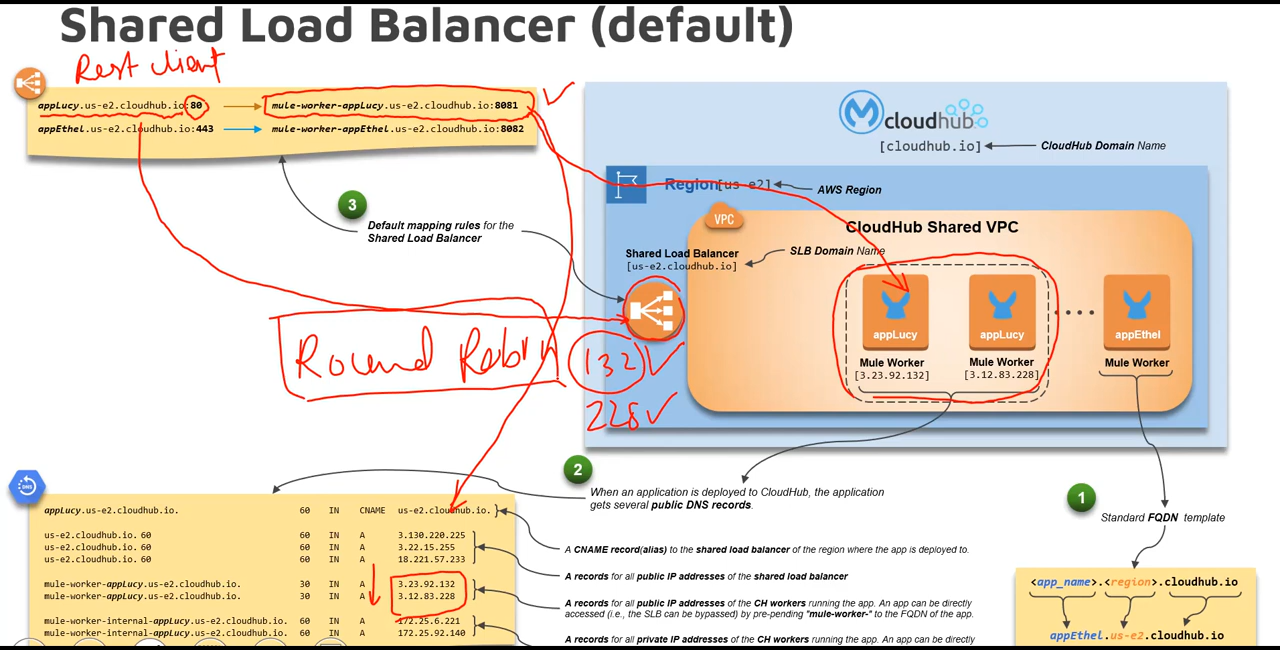 Shared Load Balancer (default)
Rest client
appLucy.us-e2.cloudhub.io:80
mule-worker-appLucy.us-e2.cloudhub.io:8081
appEthel.us-e2.cloudhub.io:443
mule-worker-appEthel.us-e2.cloudhub.io:8082
cloudhub
[cloudhub.io]
CloudHub Domain Name
Region[us-e2]
AWS Region
3
Default mapping rules for the
Shared Load Balancer
VPC
CloudHub Shared VPC
Shared Load Balancer
[us-e2.cloudhub.io]
SLB Domain Name
appLucy
appLucy
appEthel
Mule Worker
[3.23.92.132]
Mule Worker
[3.12.83.228]
Mule Worker
Round Robin
132
228
2
When an application is deployed to CloudHub, the application
gets several public DNS records.
1
Standard FQDN template
DNS
appLucy.us-e2.cloudhub.io. 60 IN CNAME us-e2.cloudhub.io.
us-e2.cloudhub.io. 60 60 IN A 3.130.220.225
us-e2.cloudhub.io. 60 60 IN A 3.22.15.255
us-e2.cloudhub.io. 60 60 IN A 18.221.57.233
mule-worker-appLucy.us-e2.cloudhub.io. 30 IN A 3.23.92.132
mule-worker-appLucy.us-e2.cloudhub.io. 30 IN A 3.12.83.228
mule-worker-internal-appLucy.us-e2.cloudhub.io. 30 IN A 172.25.6.221
mule-worker-internal-appLucy.us-e2.cloudhub.io. 30 IN A 172.25.92.140
A CNAME record(alias) to the shared load balancer of the region where the app is deployed to.
A records for all public IP addresses of the shared load balancer
A records for all public IP addresses of the CH workers running the app. An app can be directly
accessed (i.e., the SLB can be bypassed) by pre-pending "mule-worker-" to the FQDN of the app.
A records for all private IP addresses of the CH workers running the app. An app can be directly
<app_name>.<region>.cloudhub.io
appEthel.us-e2.cloudhub.io